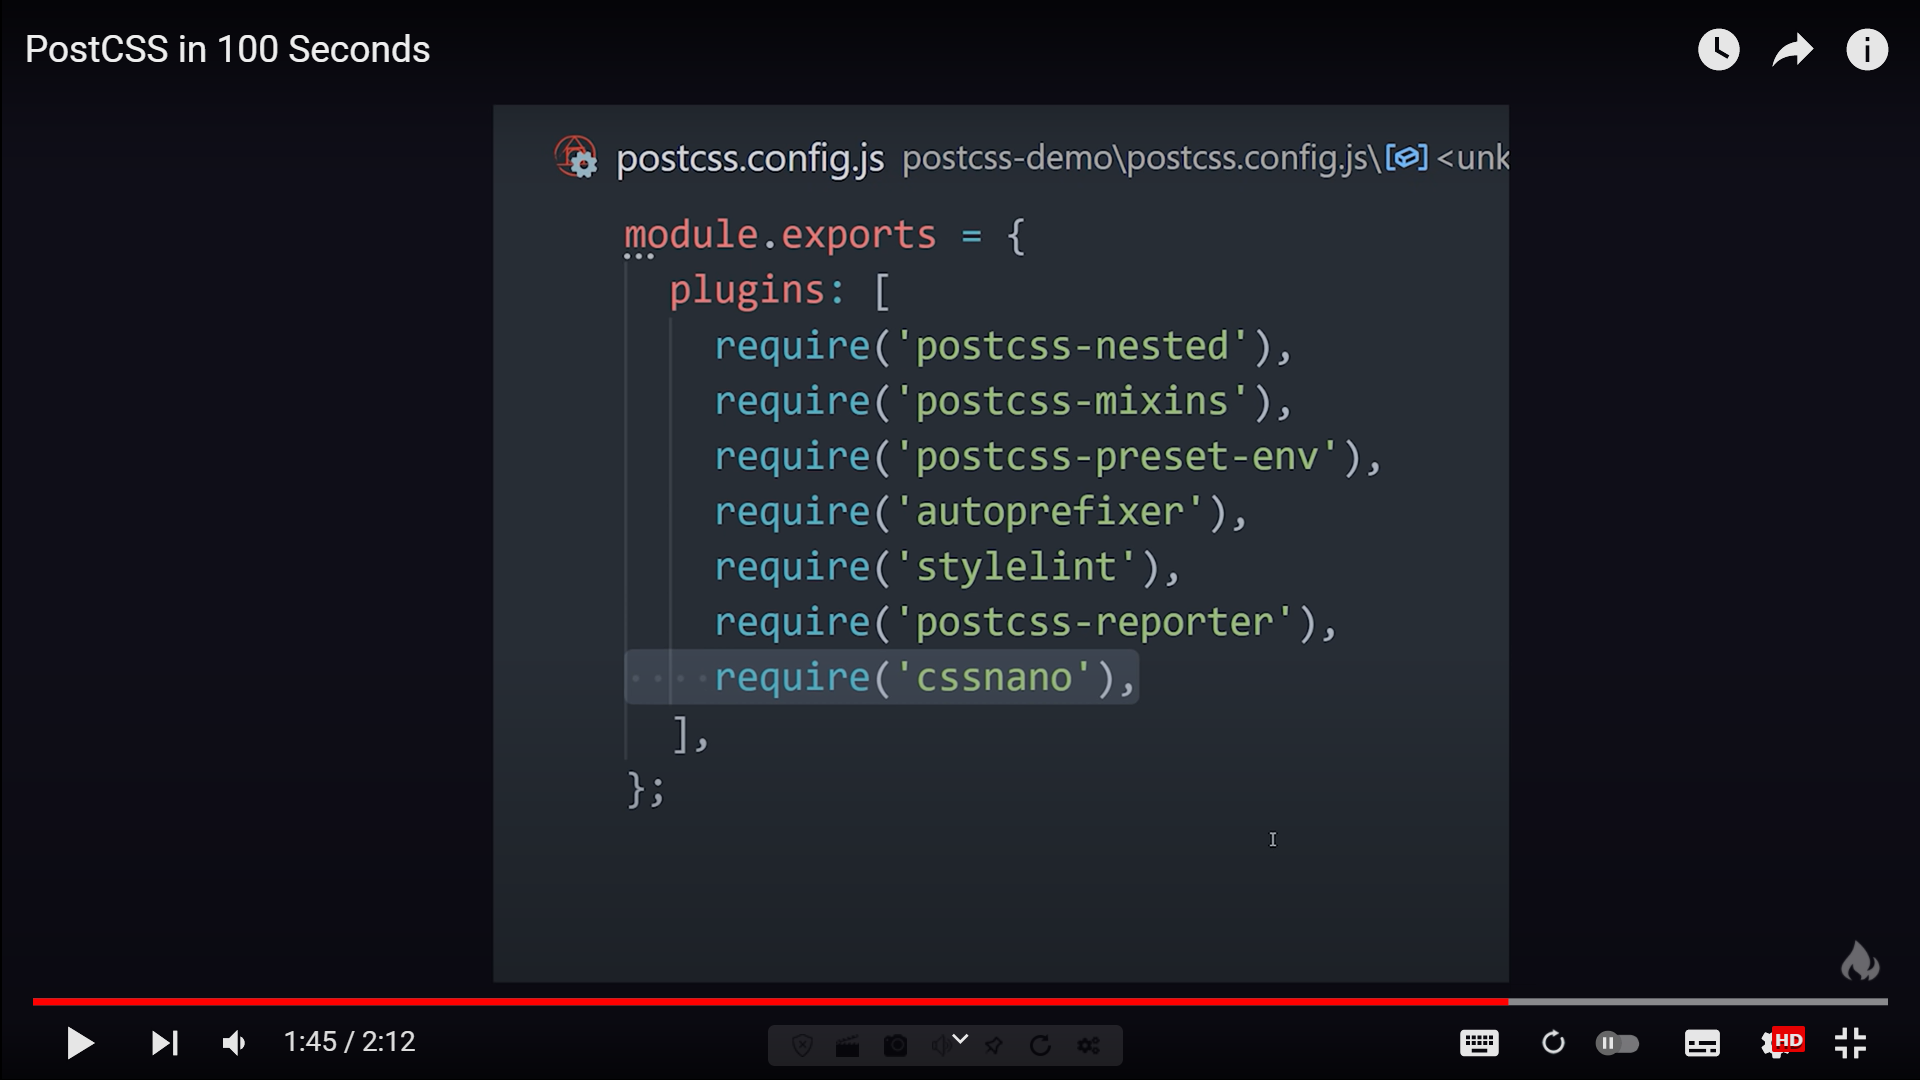 PostCSS in 100 Seconds
postcss.config.js postcss-demo\postcss.config.js\ <unk
module.exports = {
plugins: [
require('postcss-nested'),
require('postcss-mixins'),
require('postcss-preset-env'),
require('autoprefixer'),
require('stylelint'),
require('postcss-reporter'),
require('cssnano'),
],
};
1:45 / 2:12
HD